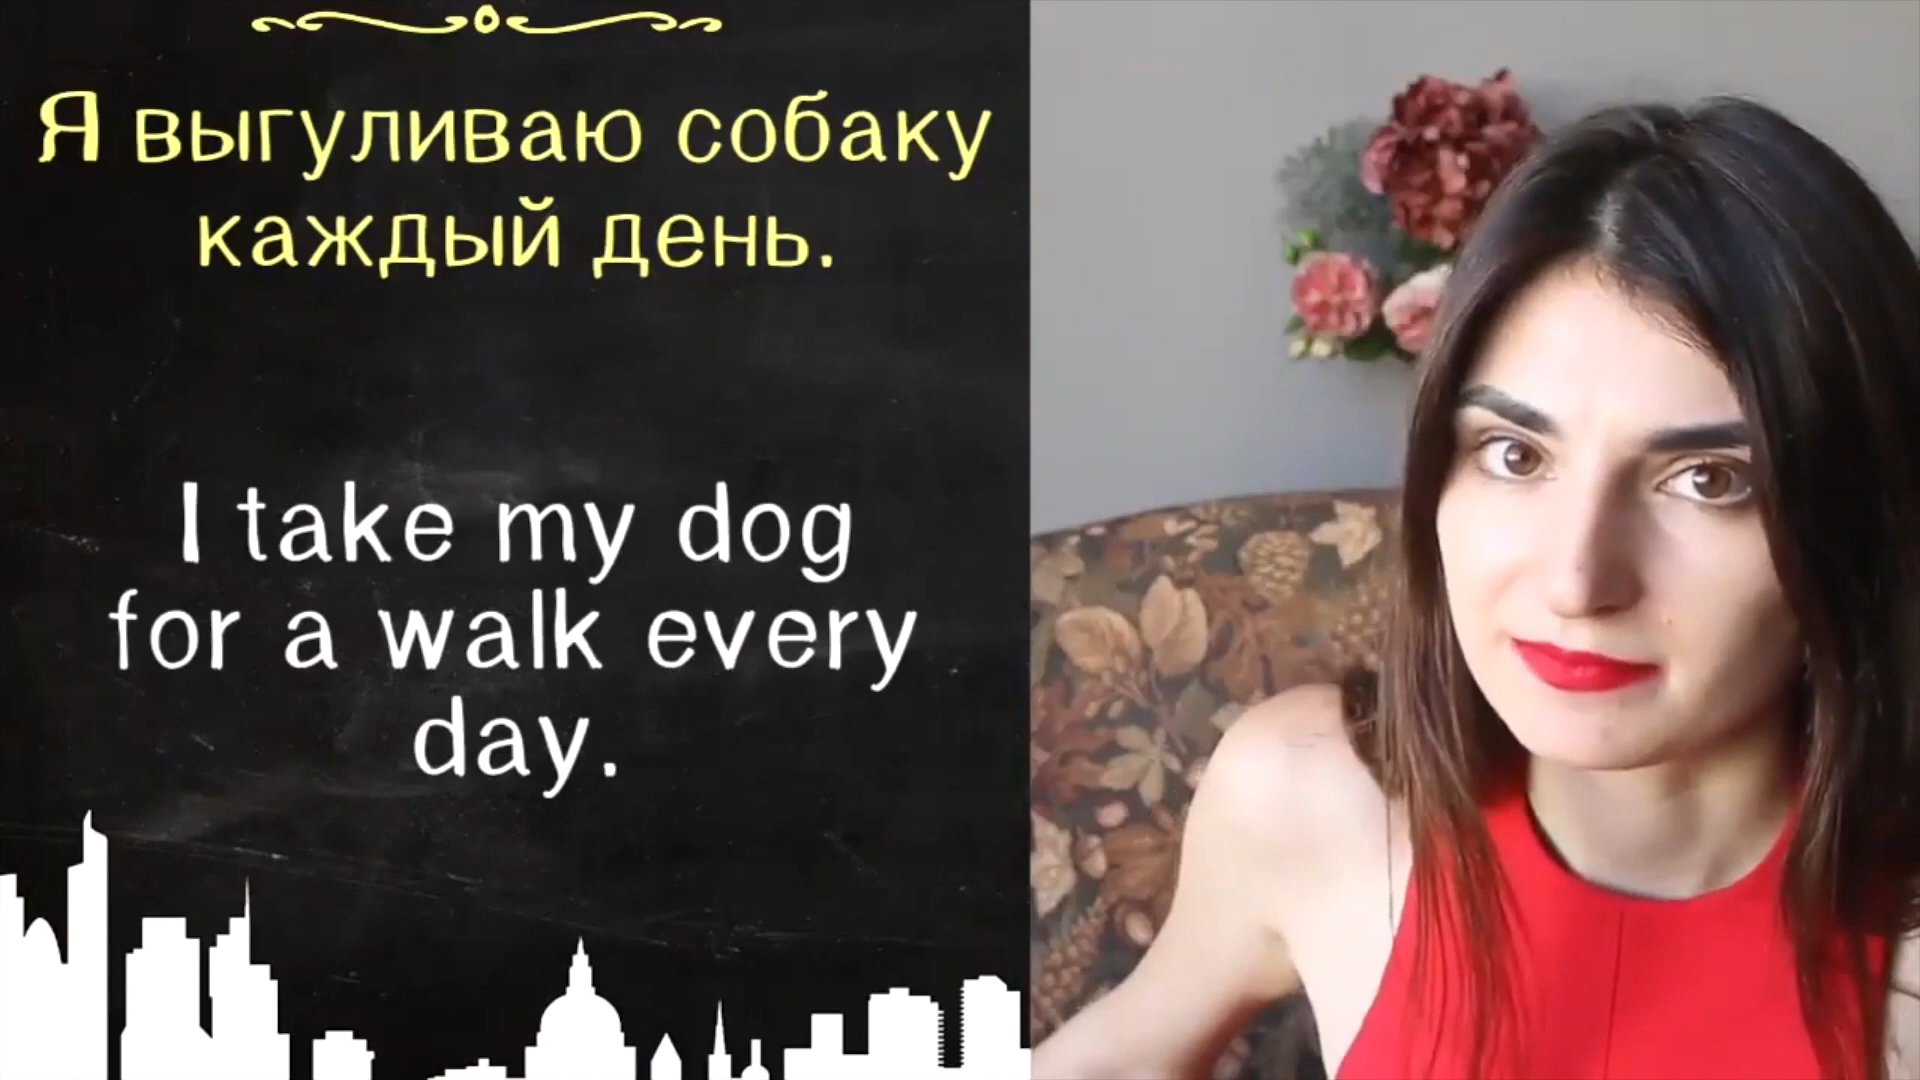 Я выгуливаю собаку
каждый день.
I take my dog
for a walk every
day.